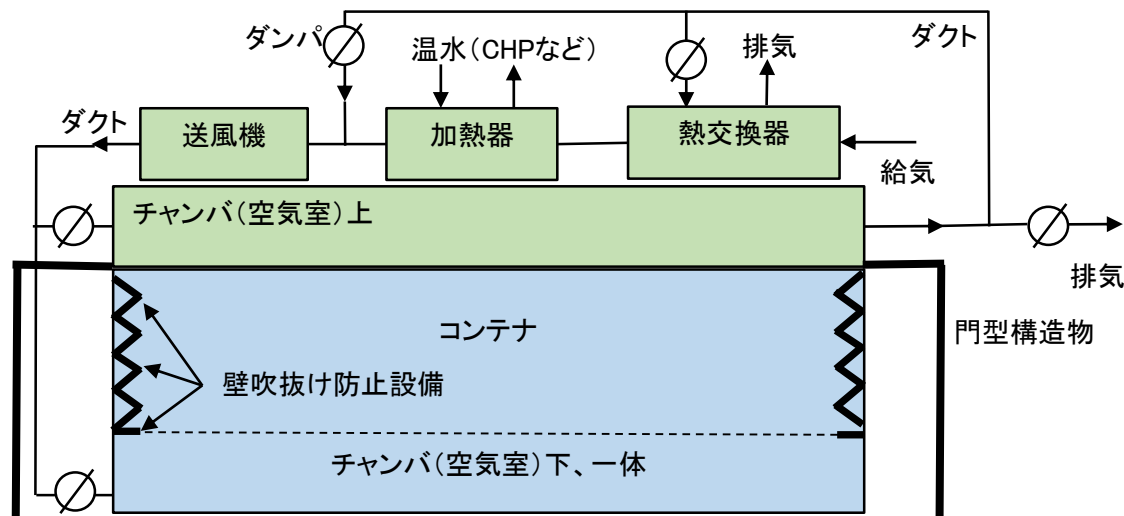 ダンパ
ダクト
温水（CHPなど）
排気
ダクト
送風機
加熱器
熱交換器
給気
チャンバ（空気室）上
排気
コンテナ
門型構造物
壁吹抜け防止設備
チャンバ（空気室）下、一体